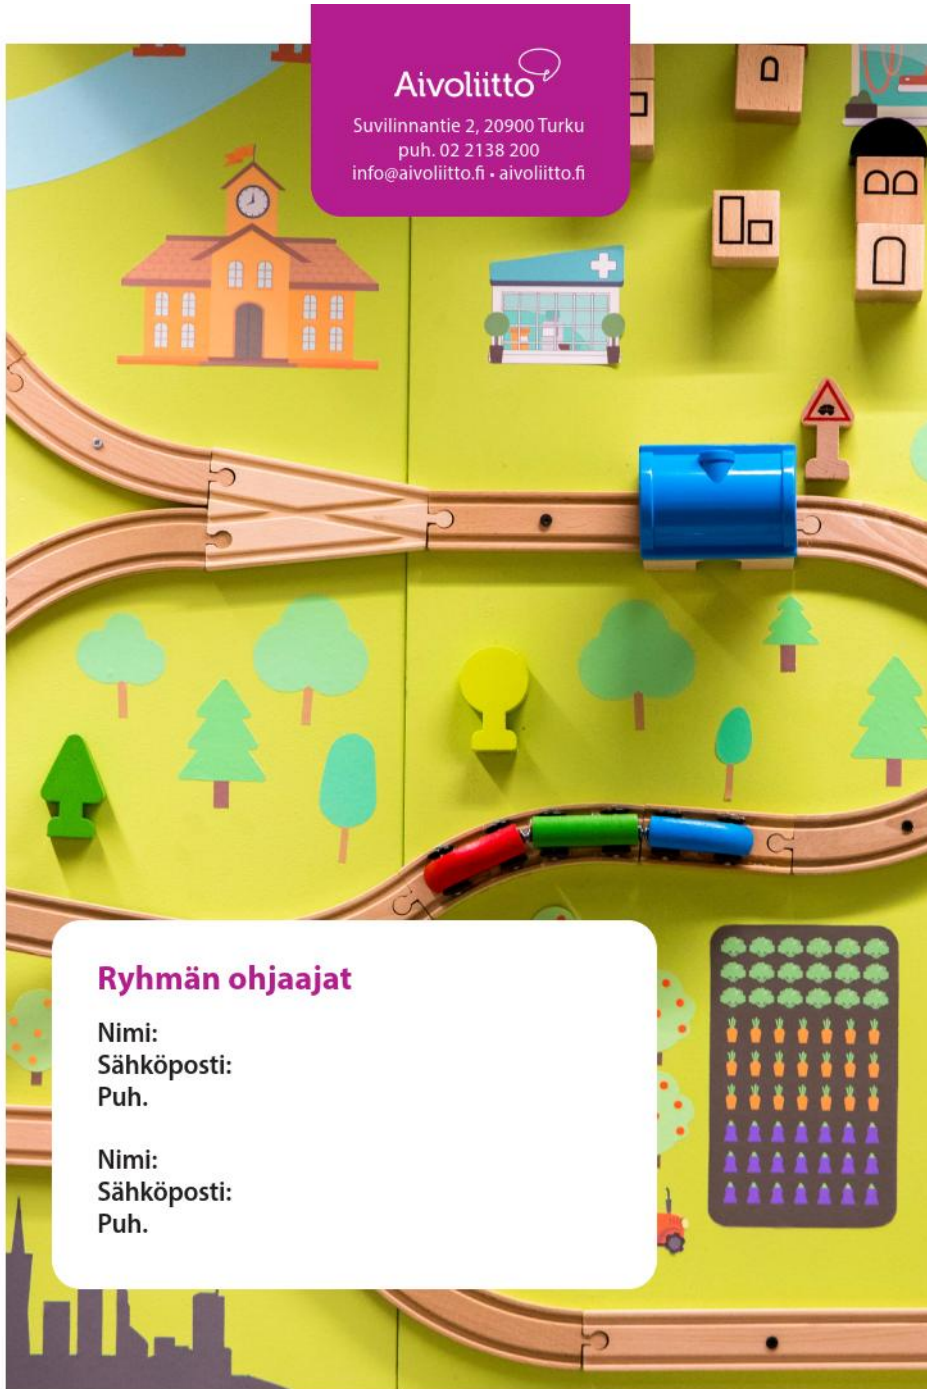 Aivoliitto
Suvilinnantie 2, 20900 Turku
puh. 02 2138 200
info@aivoliitto.fi • aivoliitto.fi
Ryhmän ohjaajat
Nimi:
Sähköposti:
Puh.
Nimi:
Sähköposti:
Puh.